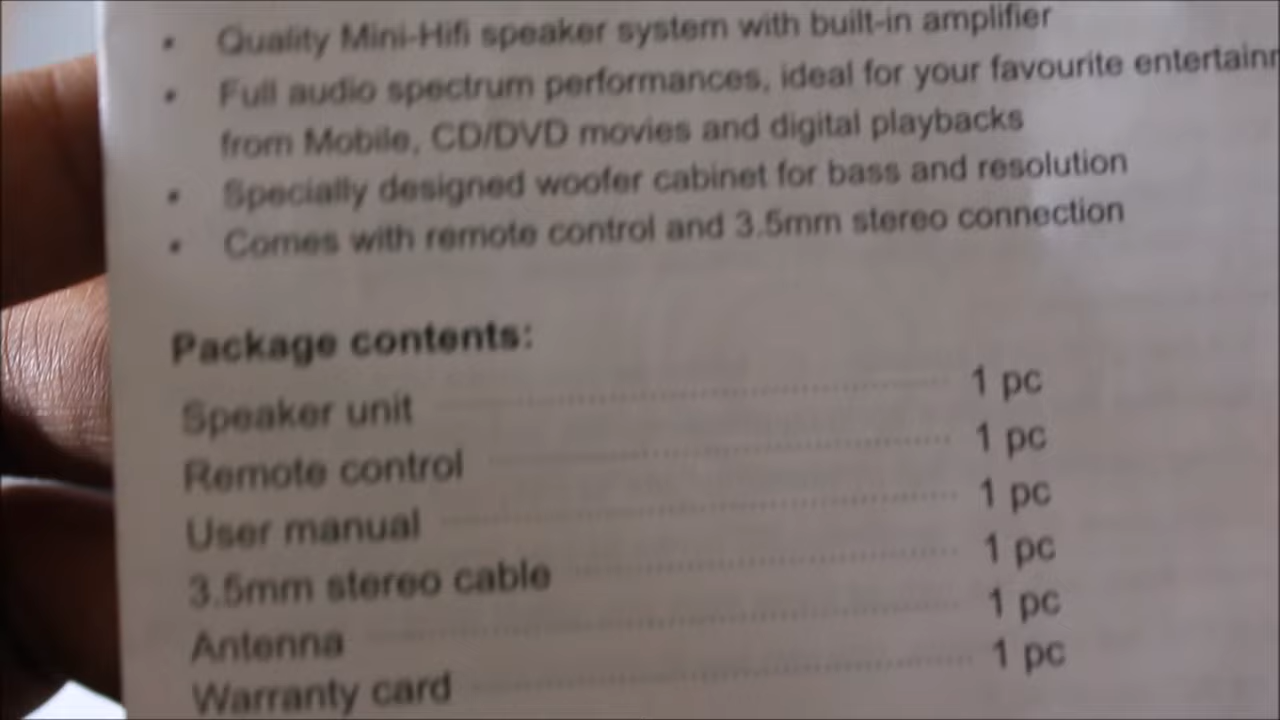 • Quality Mini-Hifi speaker system with built-in amplifier
• Full audio spectrum performances, ideal for your favourite
from Mobile, CD/DVD movies and digital playbacks
• Specially designed woofer cabinet for bass and resolution
• Comes with remote control and 3.5mm stereo connection
Package contents:
Speaker unit 1 pc
Remote control 1 pc
User manual 1 pc
3.5mm stereo cable 1 pc
Antenna 1 pc
Warranty card 1 pc